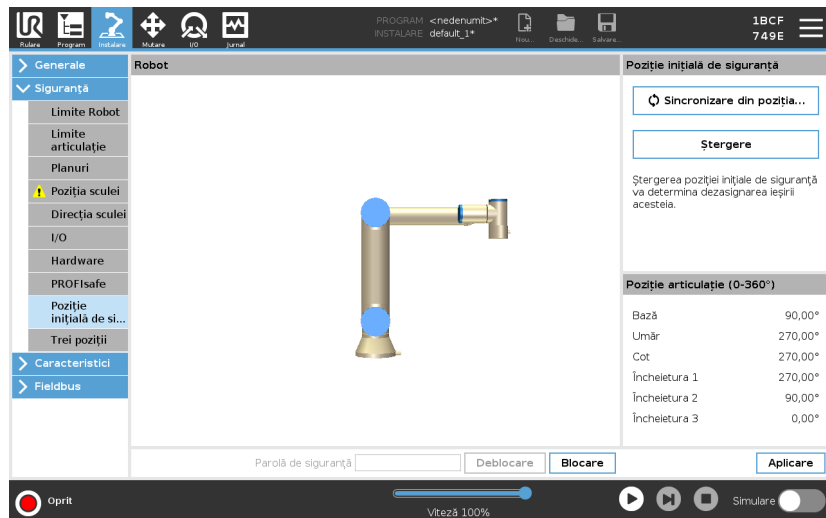 PROGRAM <nedenumit>*
INSTALARE default_1*
1BCF
749E
Rulare Program Instalare Mutare I/O Jurnal Nou... Deschide... Salvare...
Generale
Siguranță
Limite Robot
Limite
articulație
Planuri
Poziția sculei
Direcția sculei
I/O
Hardware
PROFIsafe
Poziție
inițială de si...
Trei poziții
Caracteristici
Fieldbus
Robot
Poziție inițială de siguranță
Sincronizare din poziția...
Ștergere
Ștergerea poziției inițiale de siguranță
va determina dezasignarea ieșirii
acesteia.
Poziție articulație (0-360°)
Bază 90,00°
Umăr 270,00°
Cot 270,00°
Încheietura 1 270,00°
Încheietura 2 90,00°
Încheietura 3 0,00°
Parolă de siguranță Deblocare Blocare Aplicare
Oprit
Viteză 100%
Simulare